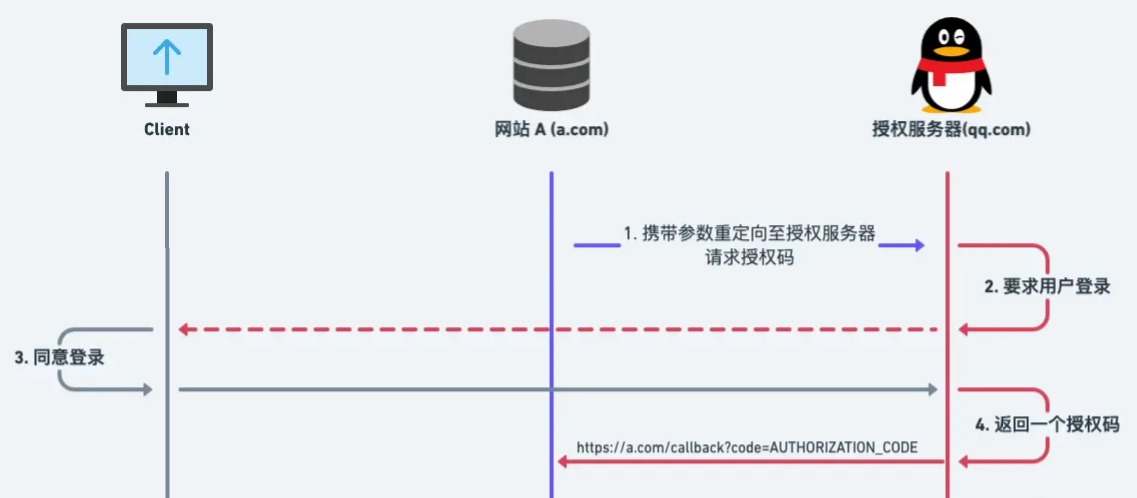 Client
网站 A (a.com)
授权服务器(qq.com)
1. 携带参数重定向至授权服务器
请求授权码
2. 要求用户登录
3. 同意登录
4. 返回一个授权码
https://a.com/callback?code=AUTHORIZATION_CODE